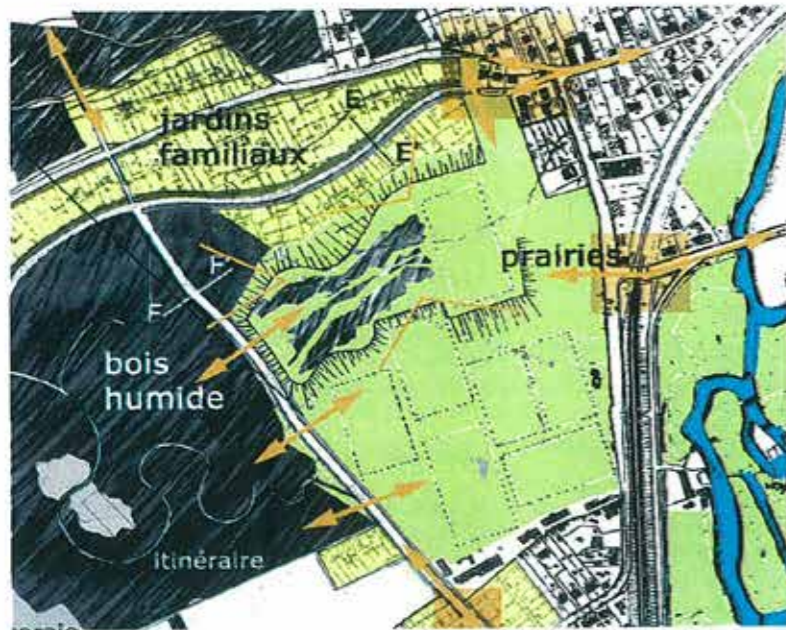 jardins
familiaux
E
E'
prairies
F'
F
bois
humide
itinéraire